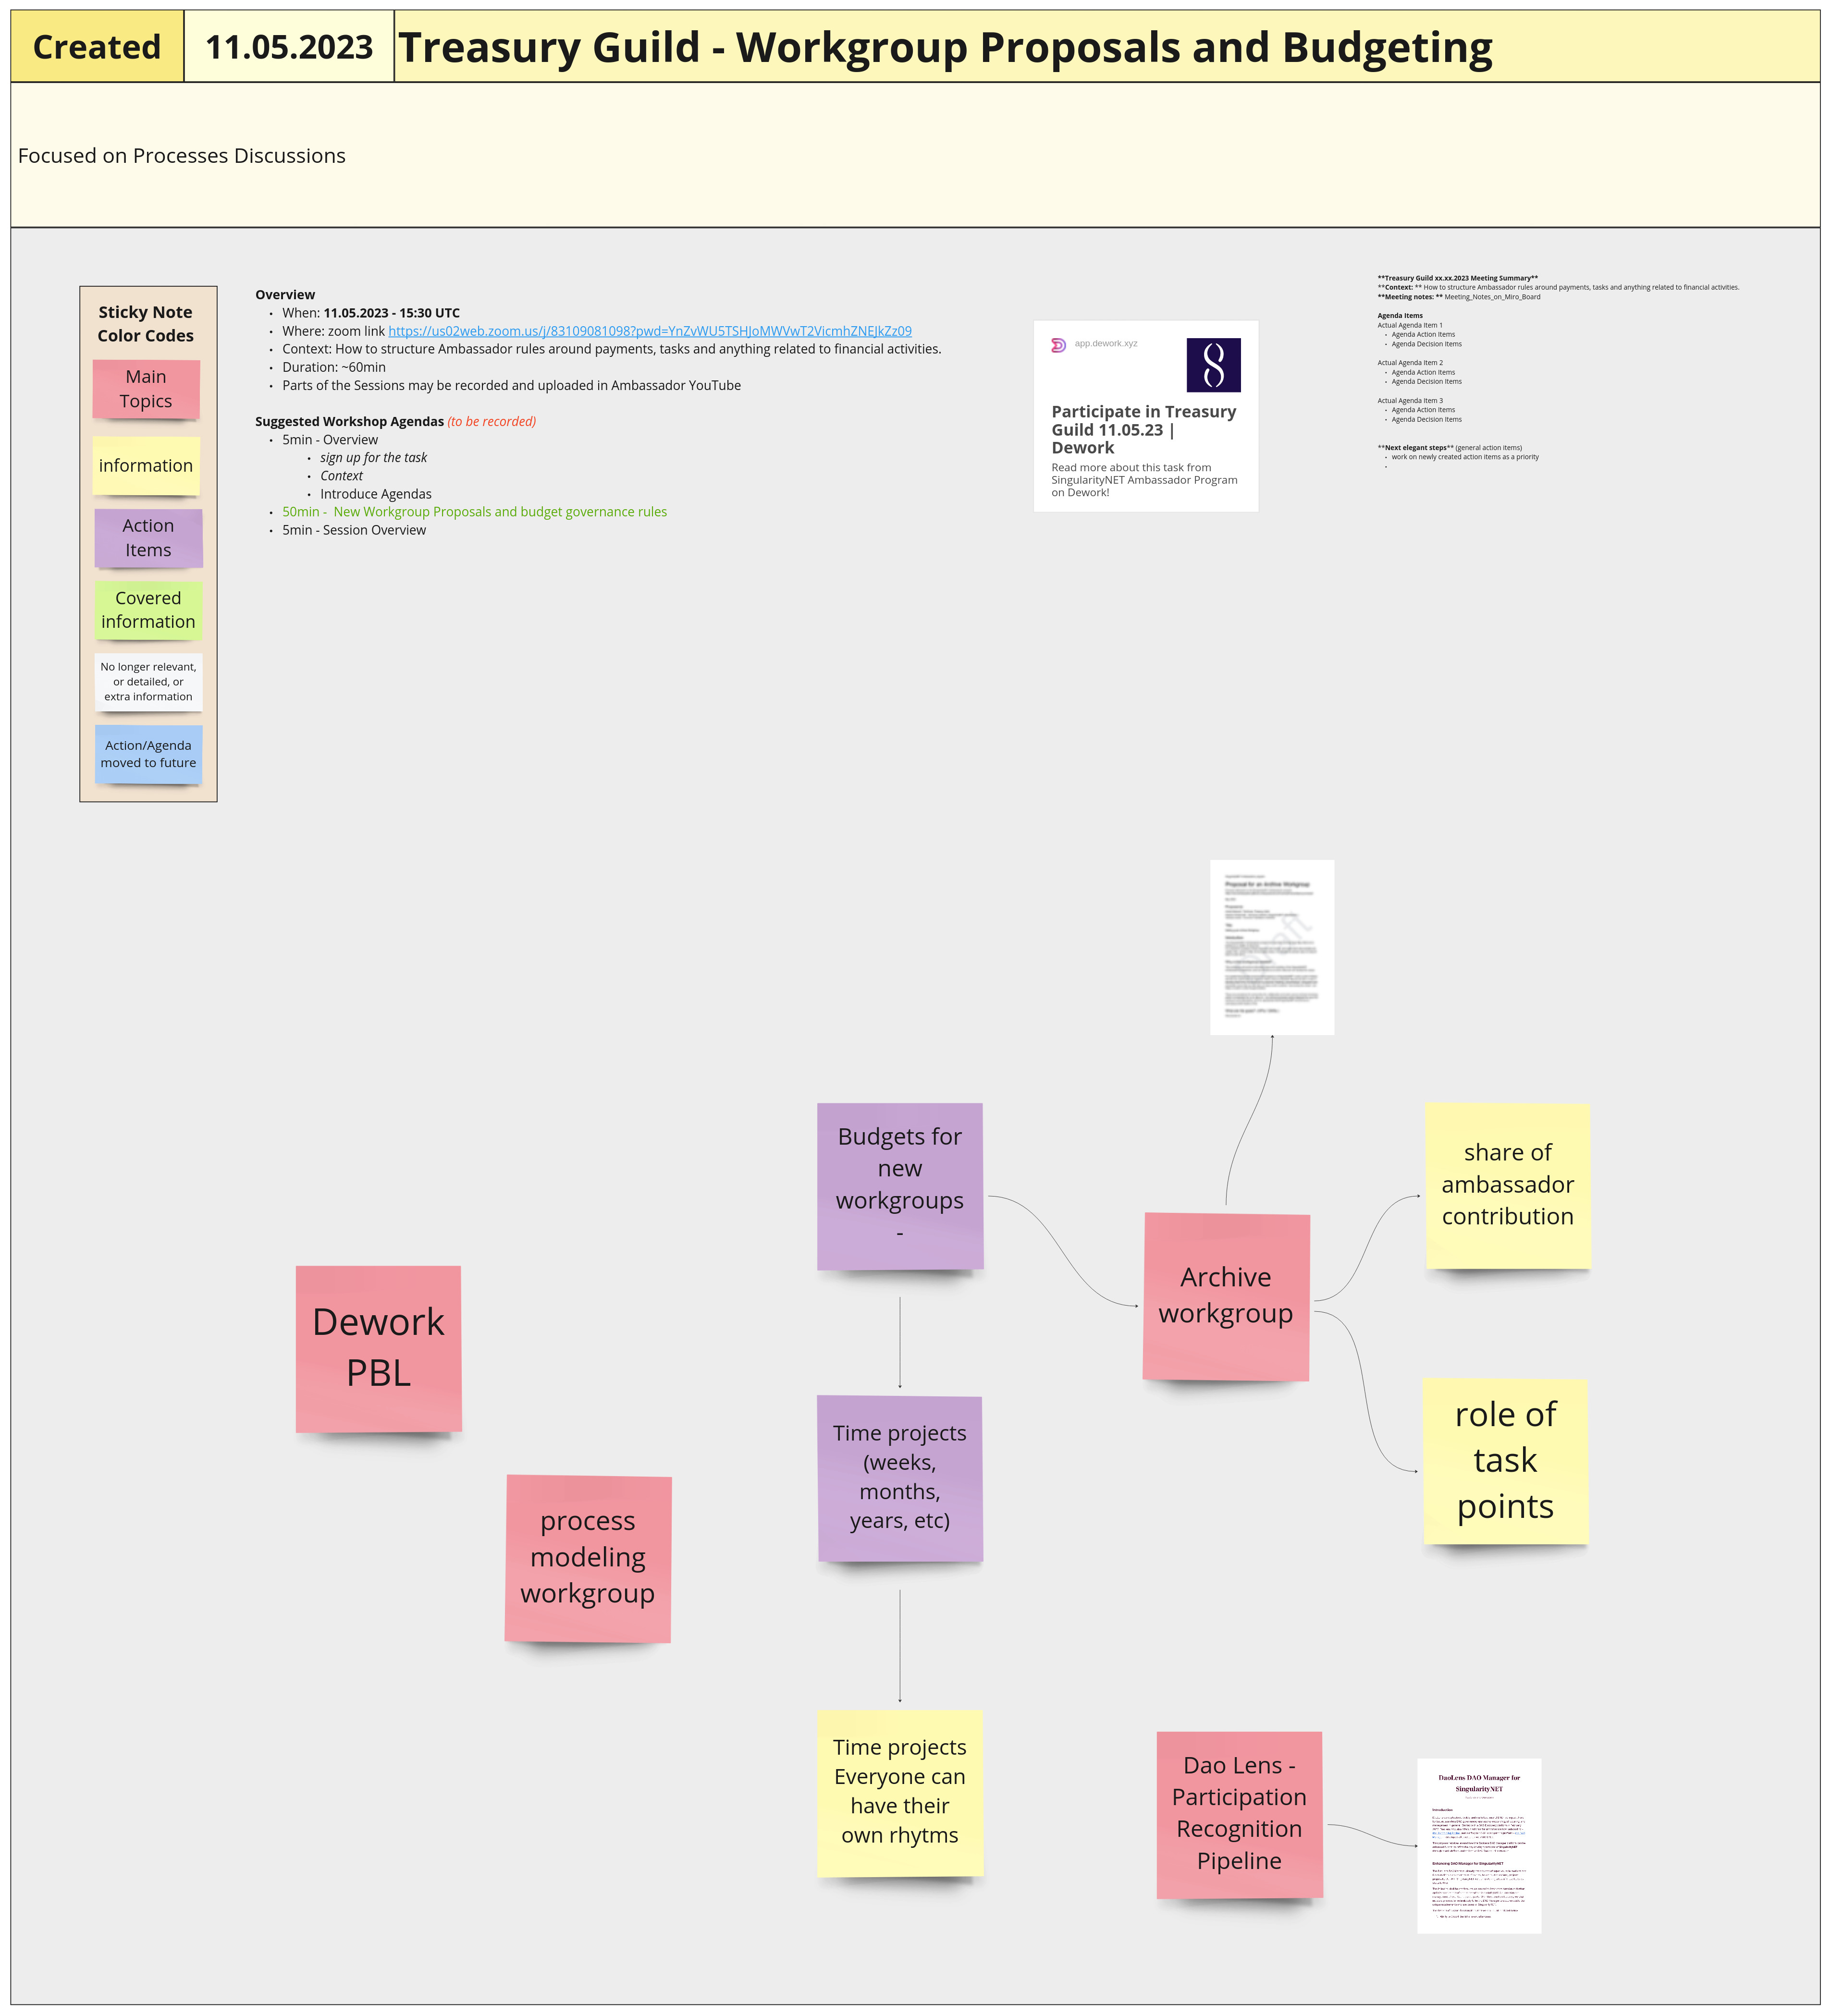 Created
11.05.2023
Treasury Guild - Workgroup Proposals and Budgeting
Focused on Processes Discussions
Sticky Note
Color Codes
Main
Topics
information
Action
Items
Covered
information
No longer relevant,
or detailed, or
extra information
Action/Agenda
moved to future
Overview
• When: 11.05.2023 - 15:30 UTC
• Where: zoom link https://us02web.zoom.us/j/83109081098?pwd=YnZvWU5TSHJoMWVwT2VicmhZNEJkZz09
• Context: How to structure Ambassador rules around payments, tasks and anything related to financial activities.
• Duration: ~60min
• Parts of the Sessions may be recorded and uploaded in Ambassador YouTube
Suggested Workshop Agendas (to be recorded)
• 5min - Overview
• sign up for the task
• Context
• Introduce Agendas
• 50min - New Workgroup Proposals and budget governance rules
• 5min - Session Overview
app.dework.xyz
Participate in Treasury
Guild 11.05.23 |
Dework
Read more about this task from
SingularityNET Ambassador Program
on Dework!
**Treasury Guild xx.xx.2023 Meeting Summary**
**Context: ** How to structure Ambassador rules around payments, tasks and anything related to financial activities.
**Meeting notes: ** Meeting_Notes_on_Miro_Board
Agenda Items
Actual Agenda Item 1
• Agenda Action Items
• Agenda Decision Items
Actual Agenda Item 2
• Agenda Action Items
• Agenda Decision Items
Actual Agenda Item 3
• Agenda Action Items
• Agenda Decision Items
**Next elegant steps** (general action items)
• work on newly created action items as a priority
•
Proposal for an Archive Workgroup
Budgets for
new
workgroups
-
share of
ambassador
contribution
Archive
workgroup
Dework
PBL
role of
task
points
Time projects
(weeks,
months,
years, etc)
process
modeling
workgroup
Time projects
Everyone can
have their
own rhytms
Dao Lens -
Participation
Recognition
Pipeline
DaoLens DAO Manager for
SingularityNET
Introduction
Enhancing DAO Manager for SingularityNET